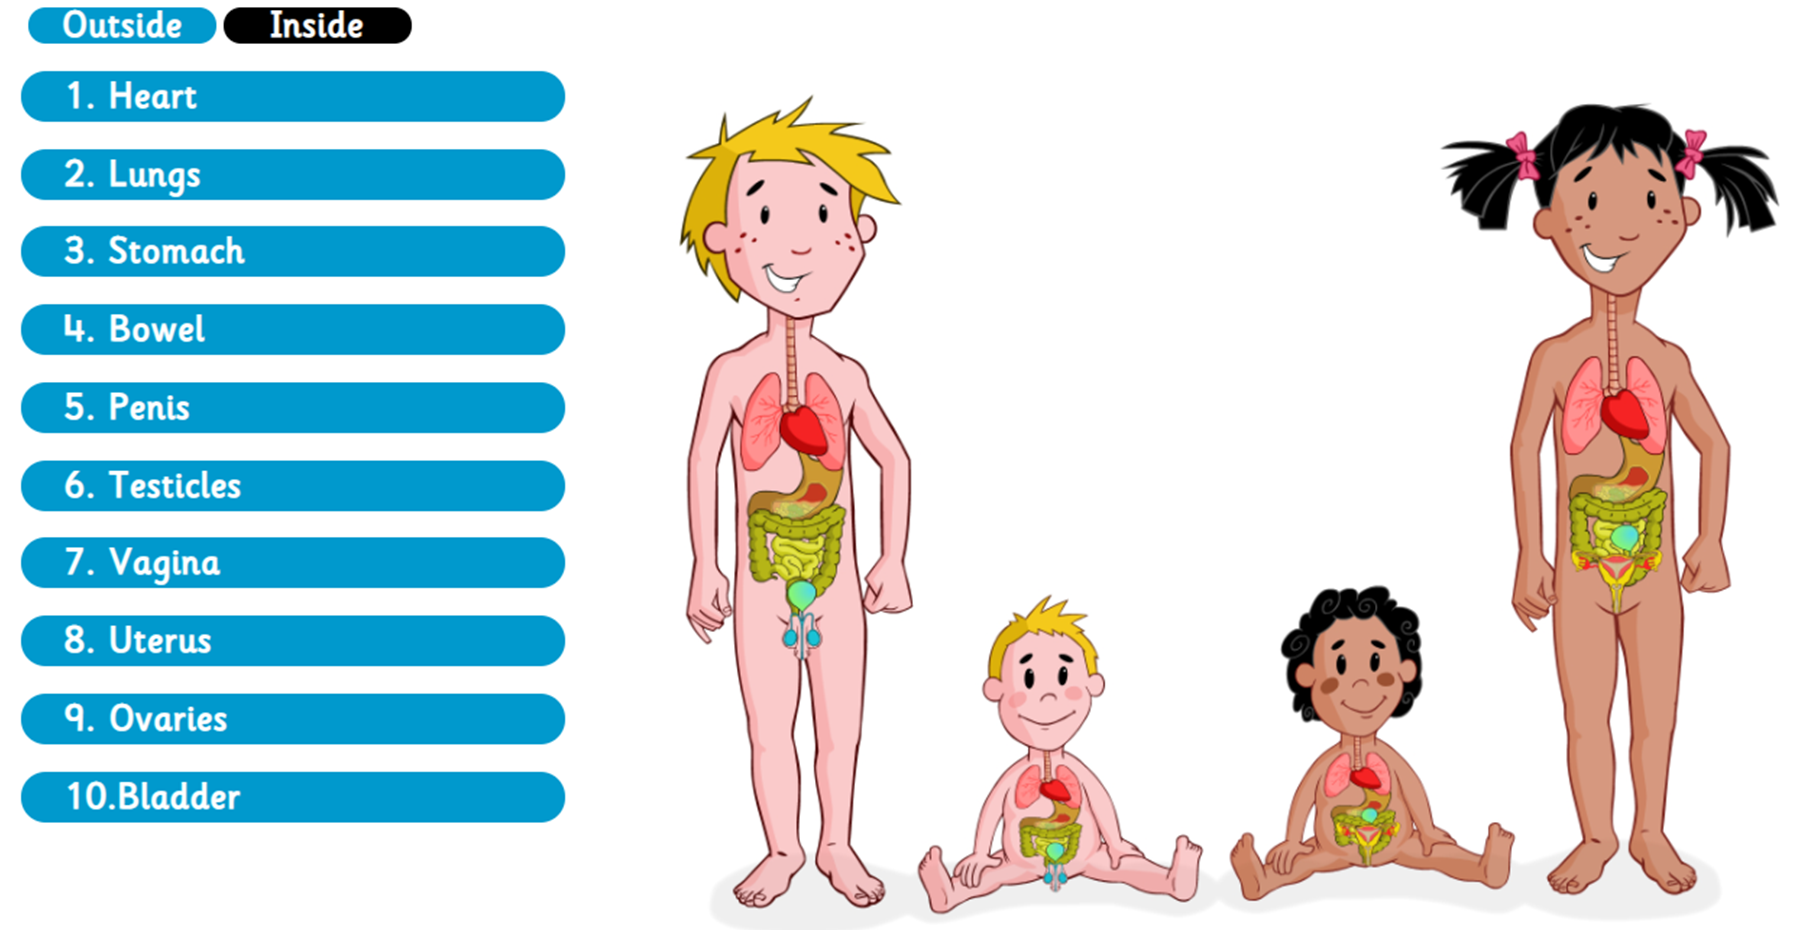 Outside Inside
1. Heart
2. Lungs
3. Stomach
4. Bowel
5. Penis
6. Testicles
7. Vagina
8. Uterus
9. Ovaries
10.Bladder